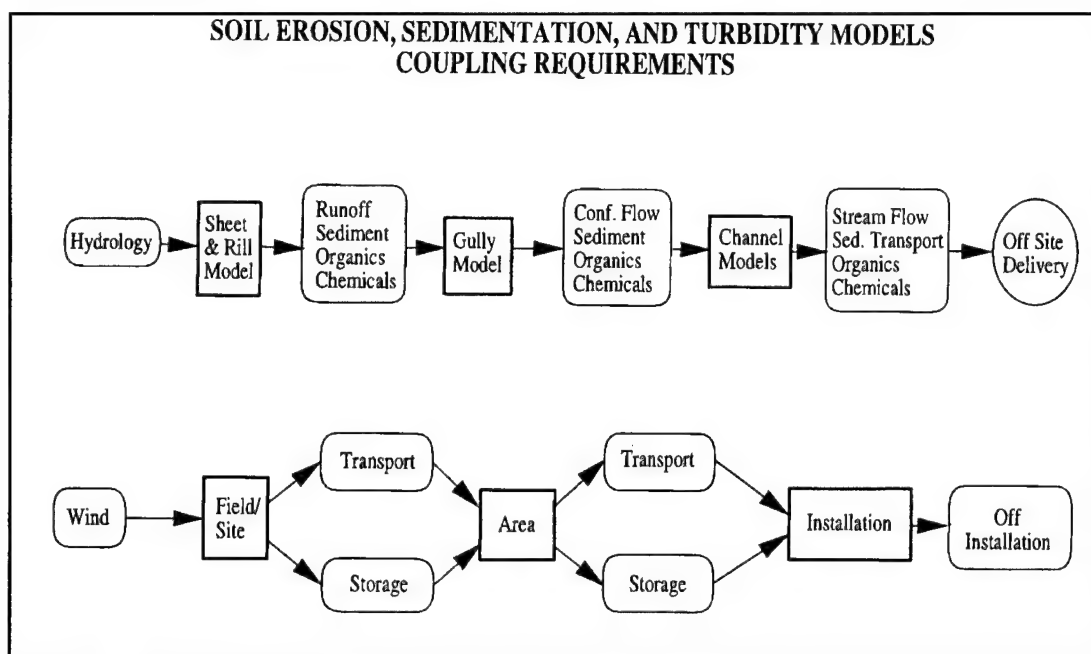 SOIL EROSION, SEDIMENTATION, AND TURBIDITY MODELS
COUPLING REQUIREMENTS
Hydrology
Sheet
& Rill
Model
Runoff
Sediment
Organics
Chemicals
Gully
Model
Conf. Flow
Sediment
Organics
Chemicals
Channel
Models
Stream Flow
Sed. Transport
Organics
Chemicals
Off Site
Delivery
Wind
Field/
Site
Transport
Storage
Area
Transport
Storage
Installation
Off
Installation